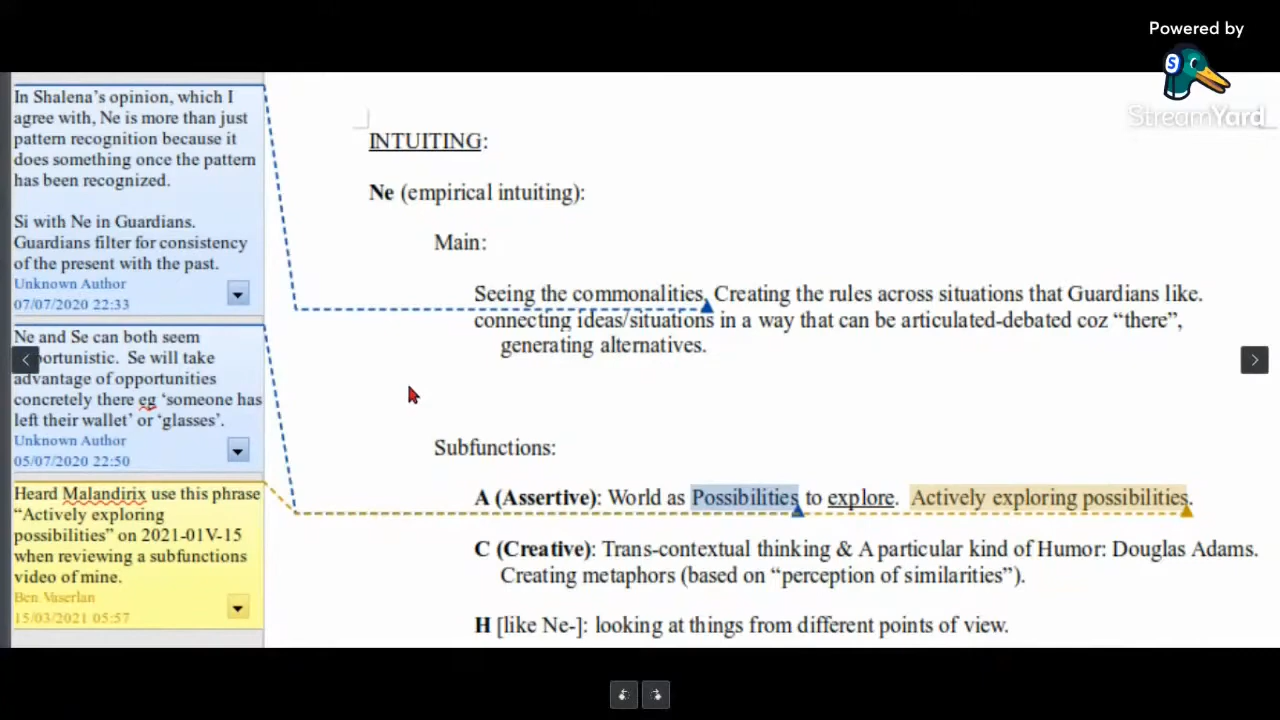 Powered by
StreamYard
In Shalena's opinion, which I
agree with, Ne is more than just
pattern recognition because it
does something once the pattern
has been recognized.
Si with Ne in Guardians.
Guardians filter for consistency
of the present with the past.
Unknown Author
07/07/2020 22:33
Ne and Se can both seem
portunistic. Se will take
advantage of opportunities
concretely there eg 'someone has
left their wallet' or 'glasses'.
Unknown Author
05/07/2020 22:50
Heard Malandirix use this phrase
"Actively exploring
possibilities" on 2021-01V-15
when reviewing a subfunctions
video of mine.
Ben Vaserlan
15/03/2021 05:57
INTUITING:
Ne (empirical intuiting):
Main:
Seeing the commonalities, Creating the rules across situations that Guardians like.
connecting ideas/situations in a way that can be articulated-debated coz "there",
generating alternatives.
Subfunctions:
A (Assertive): World as Possibilities to explore. Actively exploring possibilities.
C (Creative): Trans-contextual thinking & A particular kind of Humor: Douglas Adams.
Creating metaphors (based on "perception of similarities").
H [like Ne-]: looking at things from different points of view.